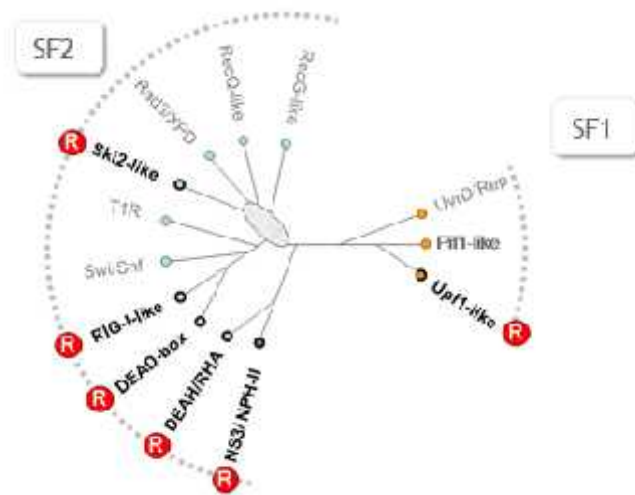 SF2
SF1
RecQ-like
RecG-like
Rad3/XPD
Ski2-like
T1R
Swi/Snf
RIG-I-like
DEAD-box
DEAH/RHA
NS3/NPH-II
UvrD/Rep
Pif1-like
Upf1-like
R
R
R
R
R
R